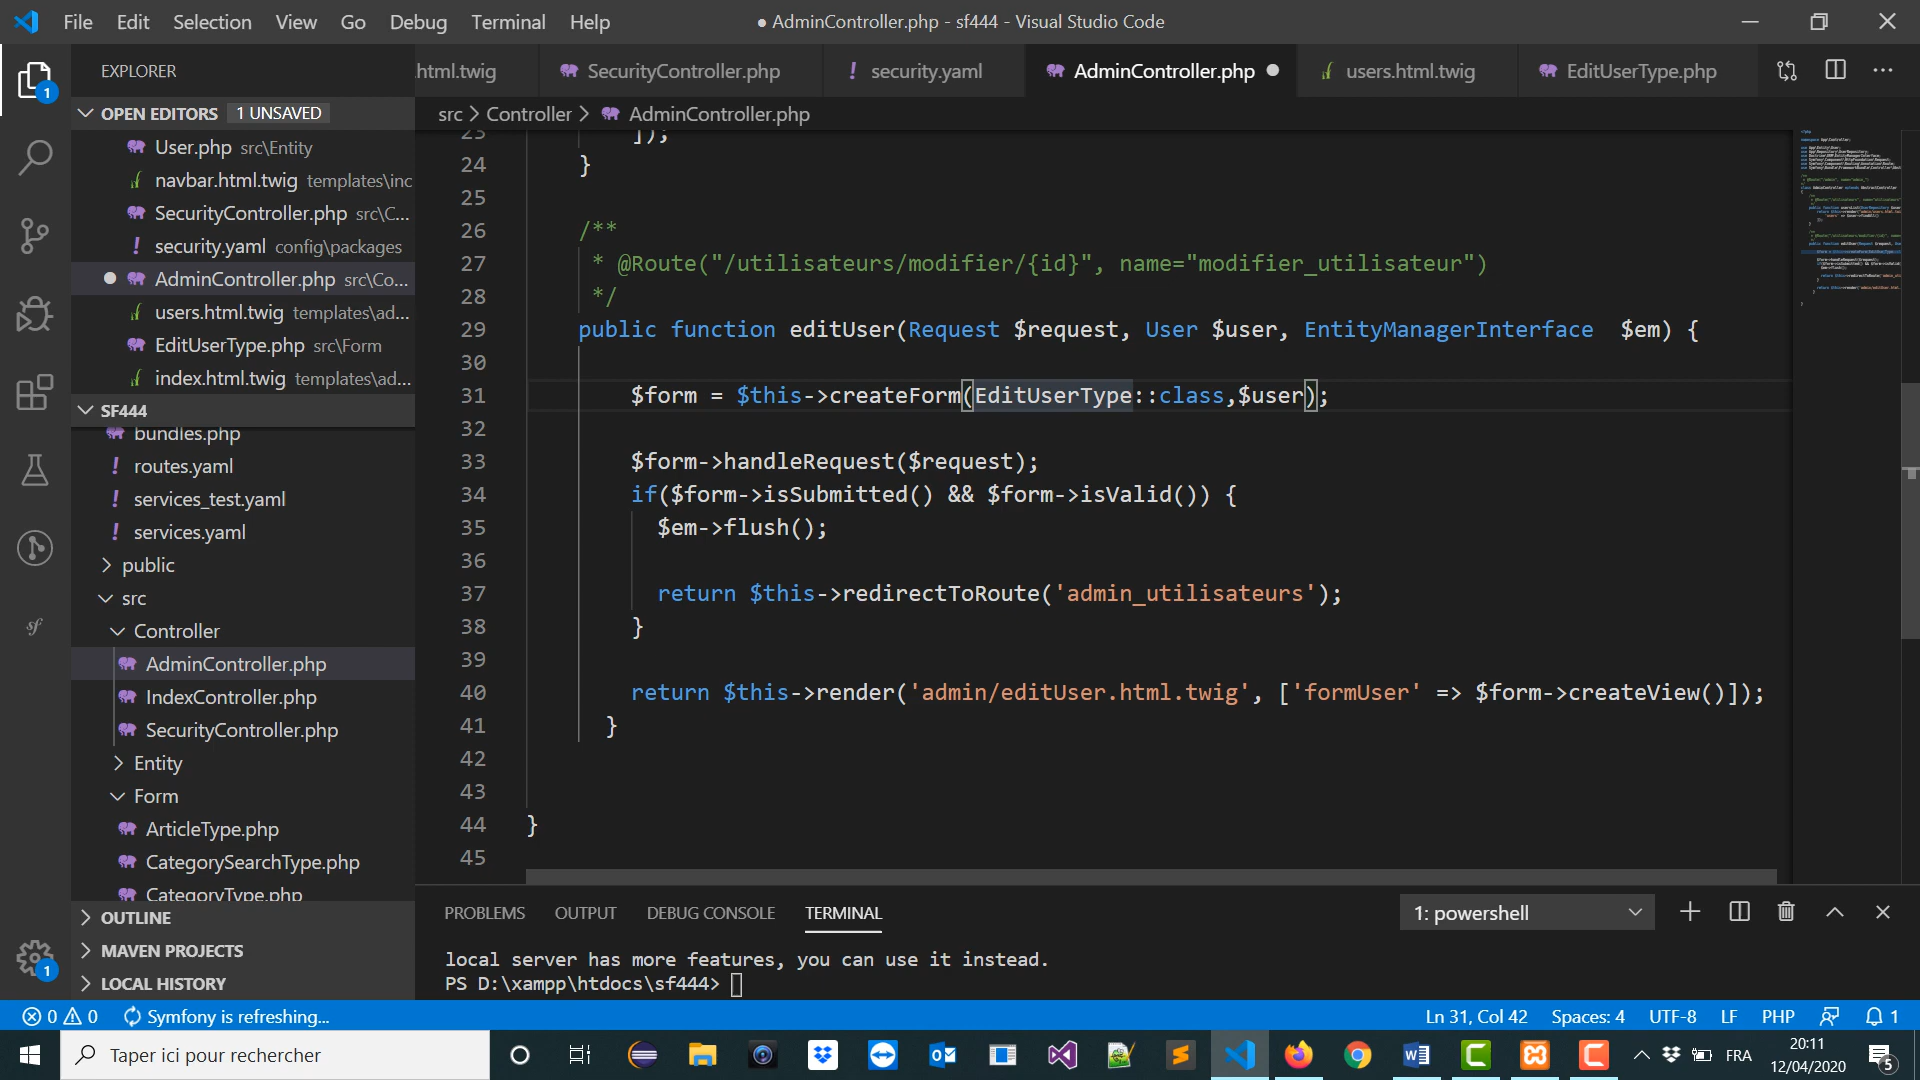 File Edit Selection View Go Debug Terminal Help
● AdminController.php - sf444 - Visual Studio Code
EXPLORER
.html.twig SecurityController.php ! security.yaml AdminController.php ● users.html.twig EditUserType.php
OPEN EDITORS 1 UNSAVED
src > Controller > AdminController.php
User.php src\Entity
navbar.html.twig templates\inc
SecurityController.php src\C...
! security.yaml config\packages
● AdminController.php src\Co...
users.html.twig templates\ad...
EditUserType.php src\Form
index.html.twig templates\ad...
SF444
bundles.php
! routes.yaml
! services_test.yaml
! services.yaml
public
src
Controller
AdminController.php
IndexController.php
SecurityController.php
Entity
Form
ArticleType.php
CategorySearchType.php
CategoryType.php
OUTLINE
MAVEN PROJECTS
LOCAL HISTORY
23 ]);
24 }
25
26 /**
27 * @Route("/utilisateurs/modifier/{id}", name="modifier_utilisateur")
28 */
29 public function editUser(Request $request, User $user, EntityManagerInterface  $em) {
30
31 $form = $this->createForm(EditUserType::class,$user);
32
33 $form->handleRequest($request);
34 if($form->isSubmitted() && $form->isValid()) {
35 $em->flush();
36
37 return $this->redirectToRoute('admin_utilisateurs');
38 }
39
40 return $this->render('admin/editUser.html.twig', ['formUser' => $form->createView()]);
41 }
42
43
44 }
45
PROBLEMS OUTPUT DEBUG CONSOLE TERMINAL 1: powershell
local server has more features, you can use it instead.
PS D:\xampp\htdocs\sf444>
0 0 Symfony is refreshing... Ln 31, Col 42 Spaces: 4 UTF-8 LF PHP 1
Taper ici pour rechercher
FRA
20:11
12/04/2020
5